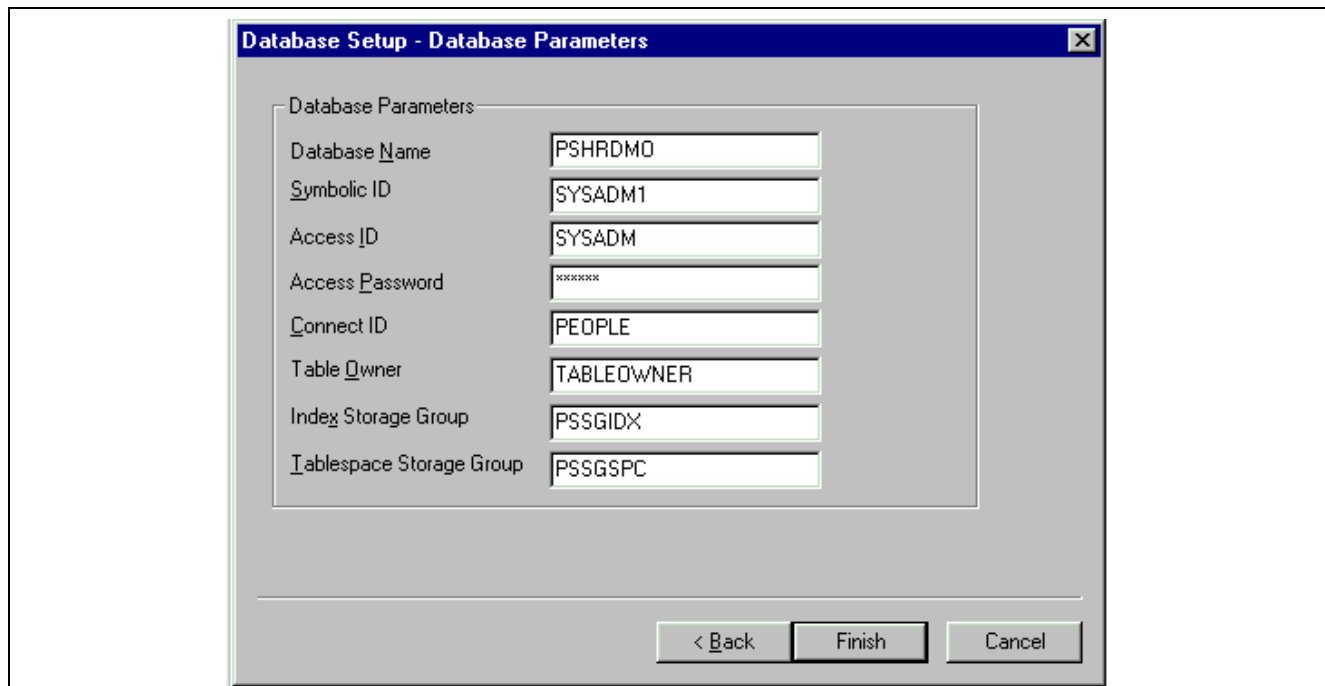 Database Setup - Database Parameters
Database Parameters
Database Name PSHRDMO
Symbolic ID SYSADM1
Access ID SYSADM
Access Password ××××××
Connect ID PEOPLE
Table Owner TABLEOWNER
Index Storage Group PSSGIDX
Tablespace Storage Group PSSGSPC
< Back Finish Cancel